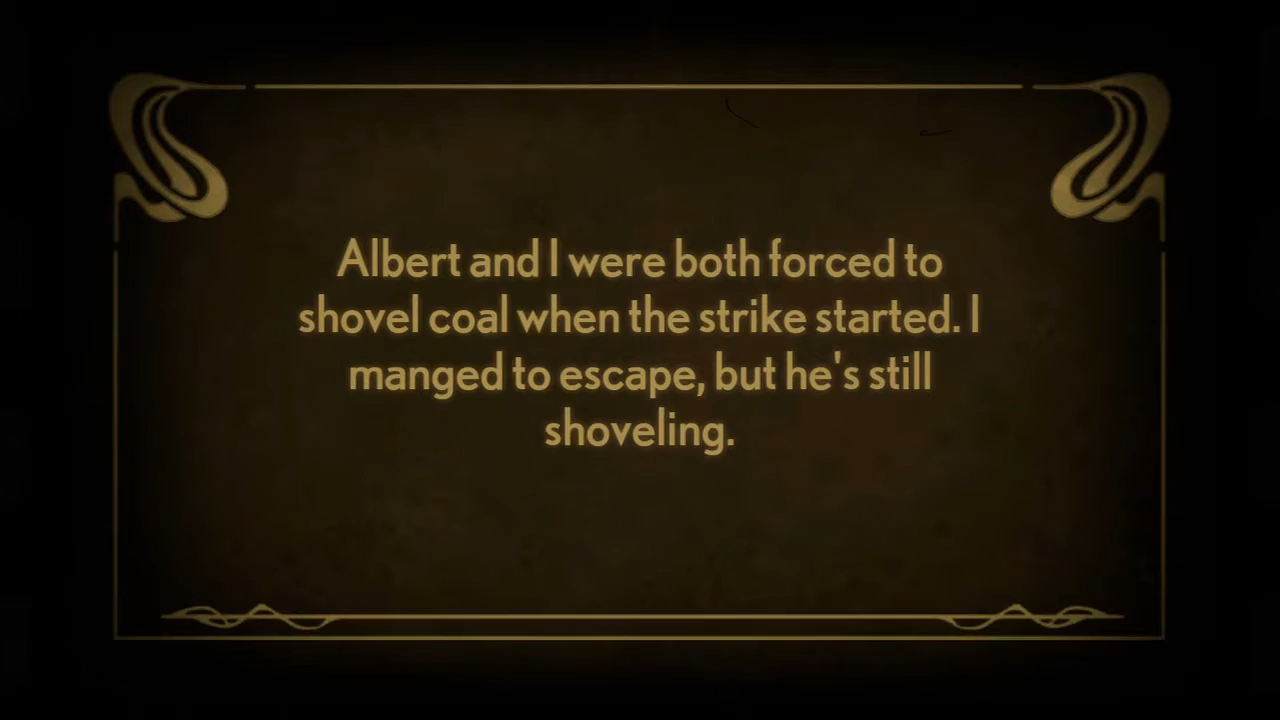 Albert and I were both forced to
shovel coal when the strike started. I
manged to escape, but he's still
shoveling.